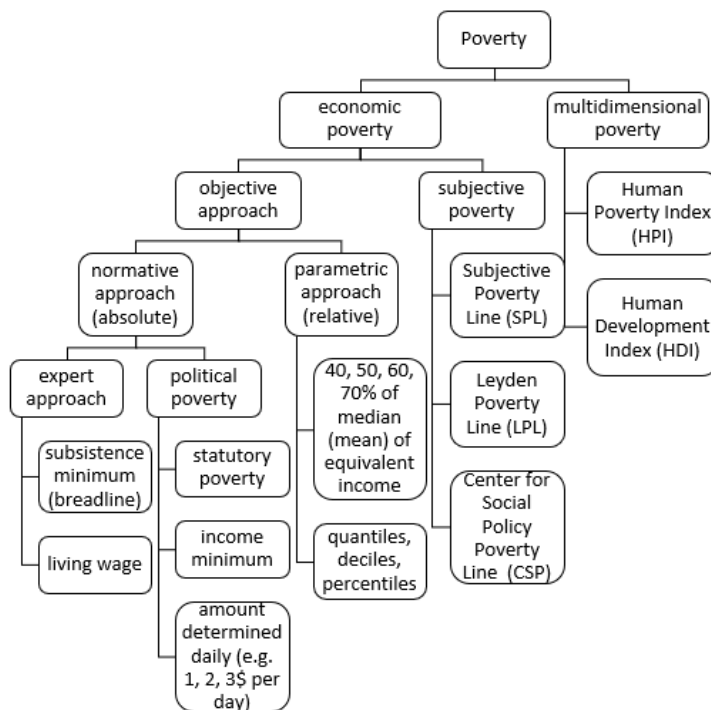 Poverty
economic
poverty
multidimensional
poverty
objective
approach
subjective
poverty
Human
Poverty Index
(HPI)
normative
approach
(absolute)
parametric
approach
(relative)
Subjective
Poverty
Line (SPL)
Human
Development
Index (HDI)
expert
approach
political
poverty
40, 50, 60,
70% of
median
(mean) of
equivalent
income
Leyden
Poverty
Line (LPL)
subsistence
minimum
(breadline)
statutory
poverty
Center for
Social
Policy
Poverty
Line (CSP)
living wage
income
minimum
quantiles,
deciles,
percentiles
amount
determined
daily (e.g.
1, 2, 3$ per
day)